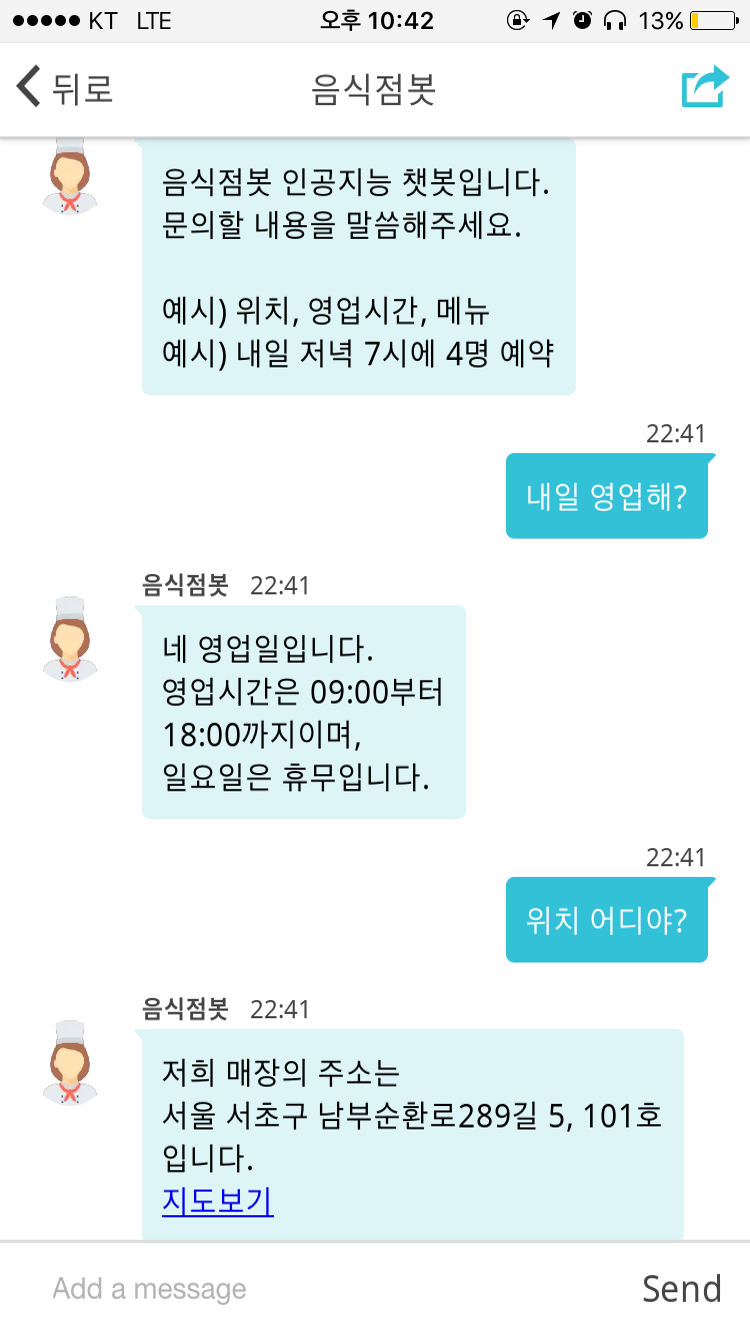 KT LTE 오후 10:42 13%
뒤로 음식점봇
음식점봇 인공지능 챗봇입니다.
문의할 내용을 말씀해주세요.
예시) 위치, 영업시간, 메뉴
예시) 내일 저녁 7시에 4명 예약
22:41
내일 영업해?
음식점봇 22:41
네 영업일입니다.
영업시간은 09:00부터
18:00까지이며,
일요일은 휴무입니다.
22:41
위치 어디야?
음식점봇 22:41
저희 매장의 주소는
서울 서초구 남부순환로289길 5, 101호
입니다.
지도보기
Add a message Send